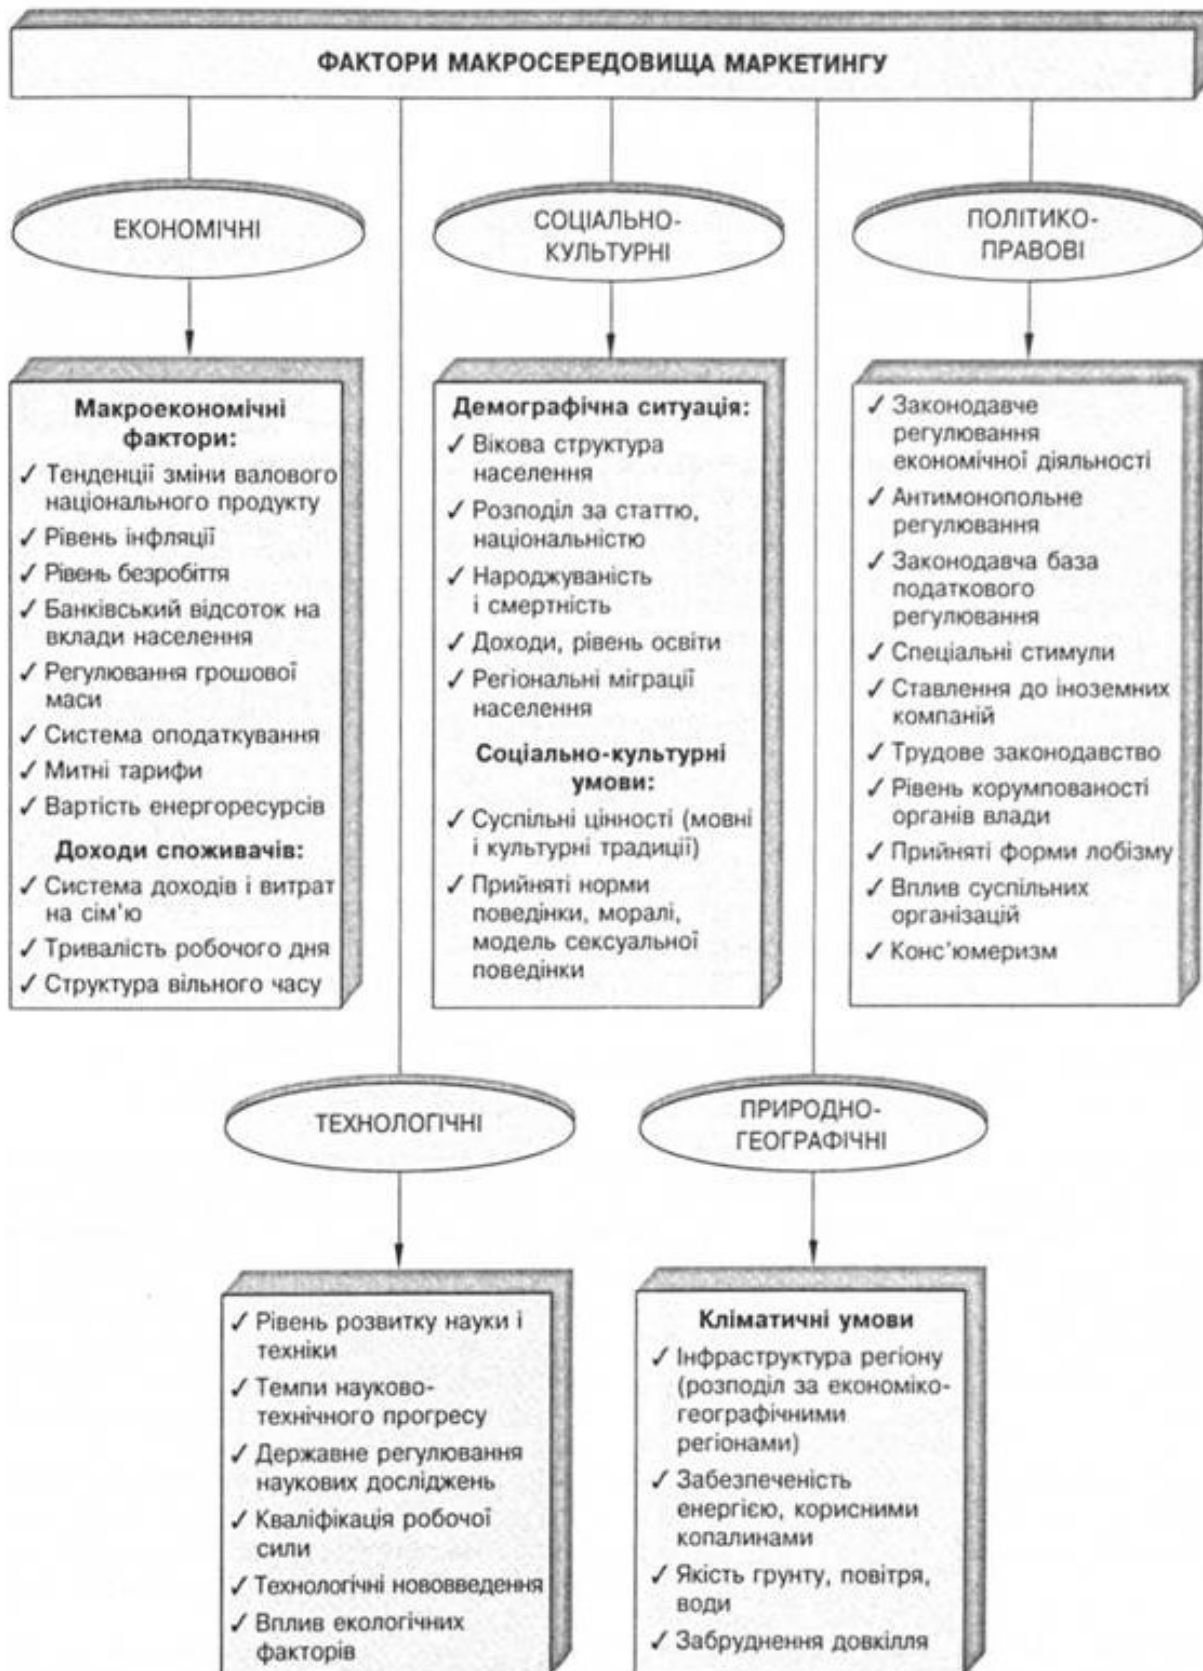 ФАКТОРИ МАКРОСЕРЕДОВИЩА МАРКЕТИНГУ
ЕКОНОМІЧНІ
Макроекономічні
фактори:
✓ Тенденції зміни валового
національного продукту
✓ Рівень інфляції
✓ Рівень безробіття
✓ Банківський відсоток на
вклади населення
✓ Регулювання грошової
маси
✓ Система оподаткування
✓ Митні тарифи
✓ Вартість енергоресурсів
Доходи споживачів:
✓ Система доходів і витрат
на сім’ю
✓ Тривалість робочого дня
✓ Структура вільного часу
СОЦІАЛЬНО-
КУЛЬТУРНІ
Демографічна ситуація:
✓ Вікова структура
населення
✓ Розподіл за статтю,
національністю
✓ Народжуваність
і смертність
✓ Доходи, рівень освіти
✓ Регіональні міграції
населення
Соціально-культурні
умови:
✓ Суспільні цінності (мовні
і культурні традиції)
✓ Прийняті норми
поведінки, моралі,
модель сексуальної
поведінки
ПОЛІТИКО-
ПРАВОВІ
✓ Законодавче
регулювання
економічної діяльності
✓ Антимонопольне
регулювання
✓ Законодавча база
податкового
регулювання
✓ Спеціальні стимули
✓ Ставлення до іноземних
компаній
✓ Трудове законодавство
✓ Рівень корумпованості
органів влади
✓ Прийняті форми лобізму
✓ Вплив суспільних
організацій
✓ Конс’юмеризм
ТЕХНОЛОГІЧНІ
✓ Рівень розвитку науки і
техніки
✓ Темпи науково-
технічного прогресу
✓ Державне регулювання
наукових досліджень
✓ Кваліфікація робочої
сили
✓ Технологічні нововведення
✓ Вплив екологічних
факторів
ПРИРОДНО-
ГЕОГРАФІЧНІ
Кліматичні умови
✓ Інфраструктура регіону
(розподіл за економіко-
географічними
регіонами)
✓ Забезпеченість
енергією, корисними
копалинами
✓ Якість грунту, повітря,
води
✓ Забруднення довкілля